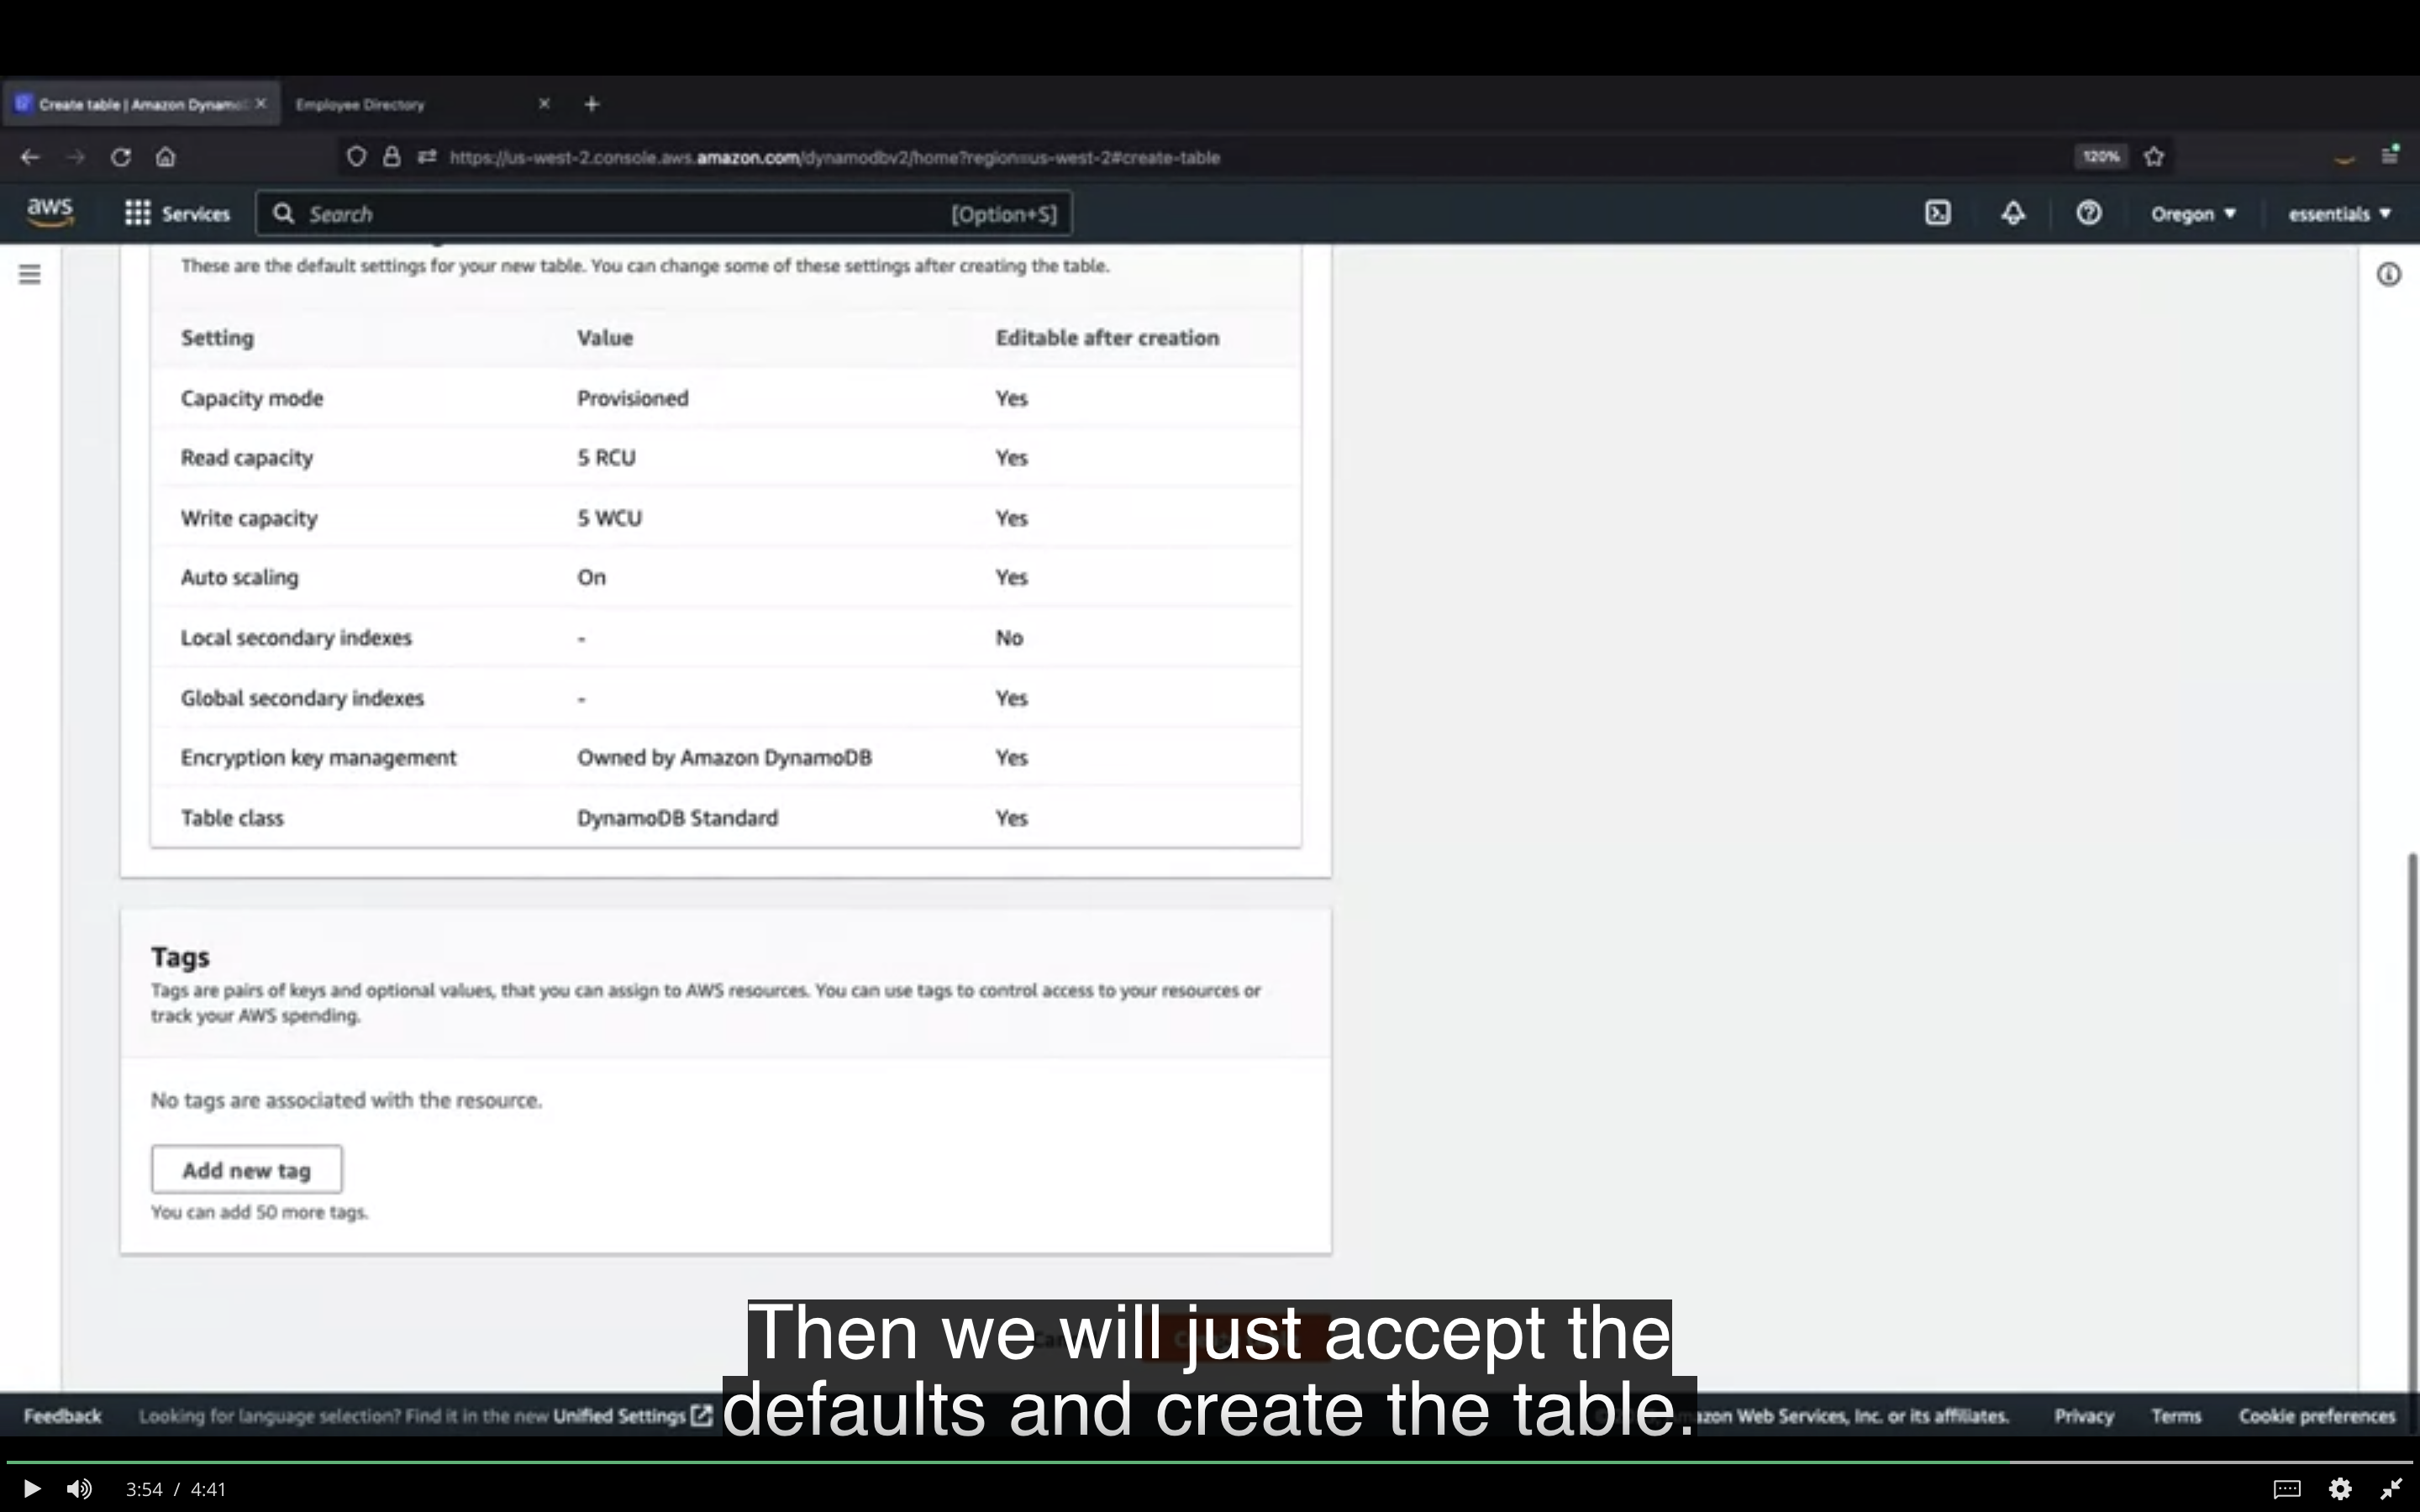 Create table | Amazon Dynamo
Employee Directory
https://us-west-2.console.aws.amazon.com/dynamodbv2/home?region=us-west-2#create-table
120%
aws
Services
Search
[Option+S]
Oregon
essentials
These are the default settings for your new table. You can change some of these settings after creating the table.
Setting Value Editable after creation
Capacity mode Provisioned Yes
Read capacity 5 RCU Yes
Write capacity 5 WCU Yes
Auto scaling On Yes
Local secondary indexes - No
Global secondary indexes - Yes
Encryption key management Owned by Amazon DynamoDB Yes
Table class DynamoDB Standard Yes
Tags
Tags are pairs of keys and optional values, that you can assign to AWS resources. You can use tags to control access to your resources or
track your AWS spending.
No tags are associated with the resource.
Add new tag
You can add 50 more tags.
Then we will just accept the
defaults and create the table.
Feedback
Looking for language selection? Find it in the new Unified Settings
Web Services, Inc. or its affiliates.
Privacy
Terms
Cookie preferences
3:54 / 4:41